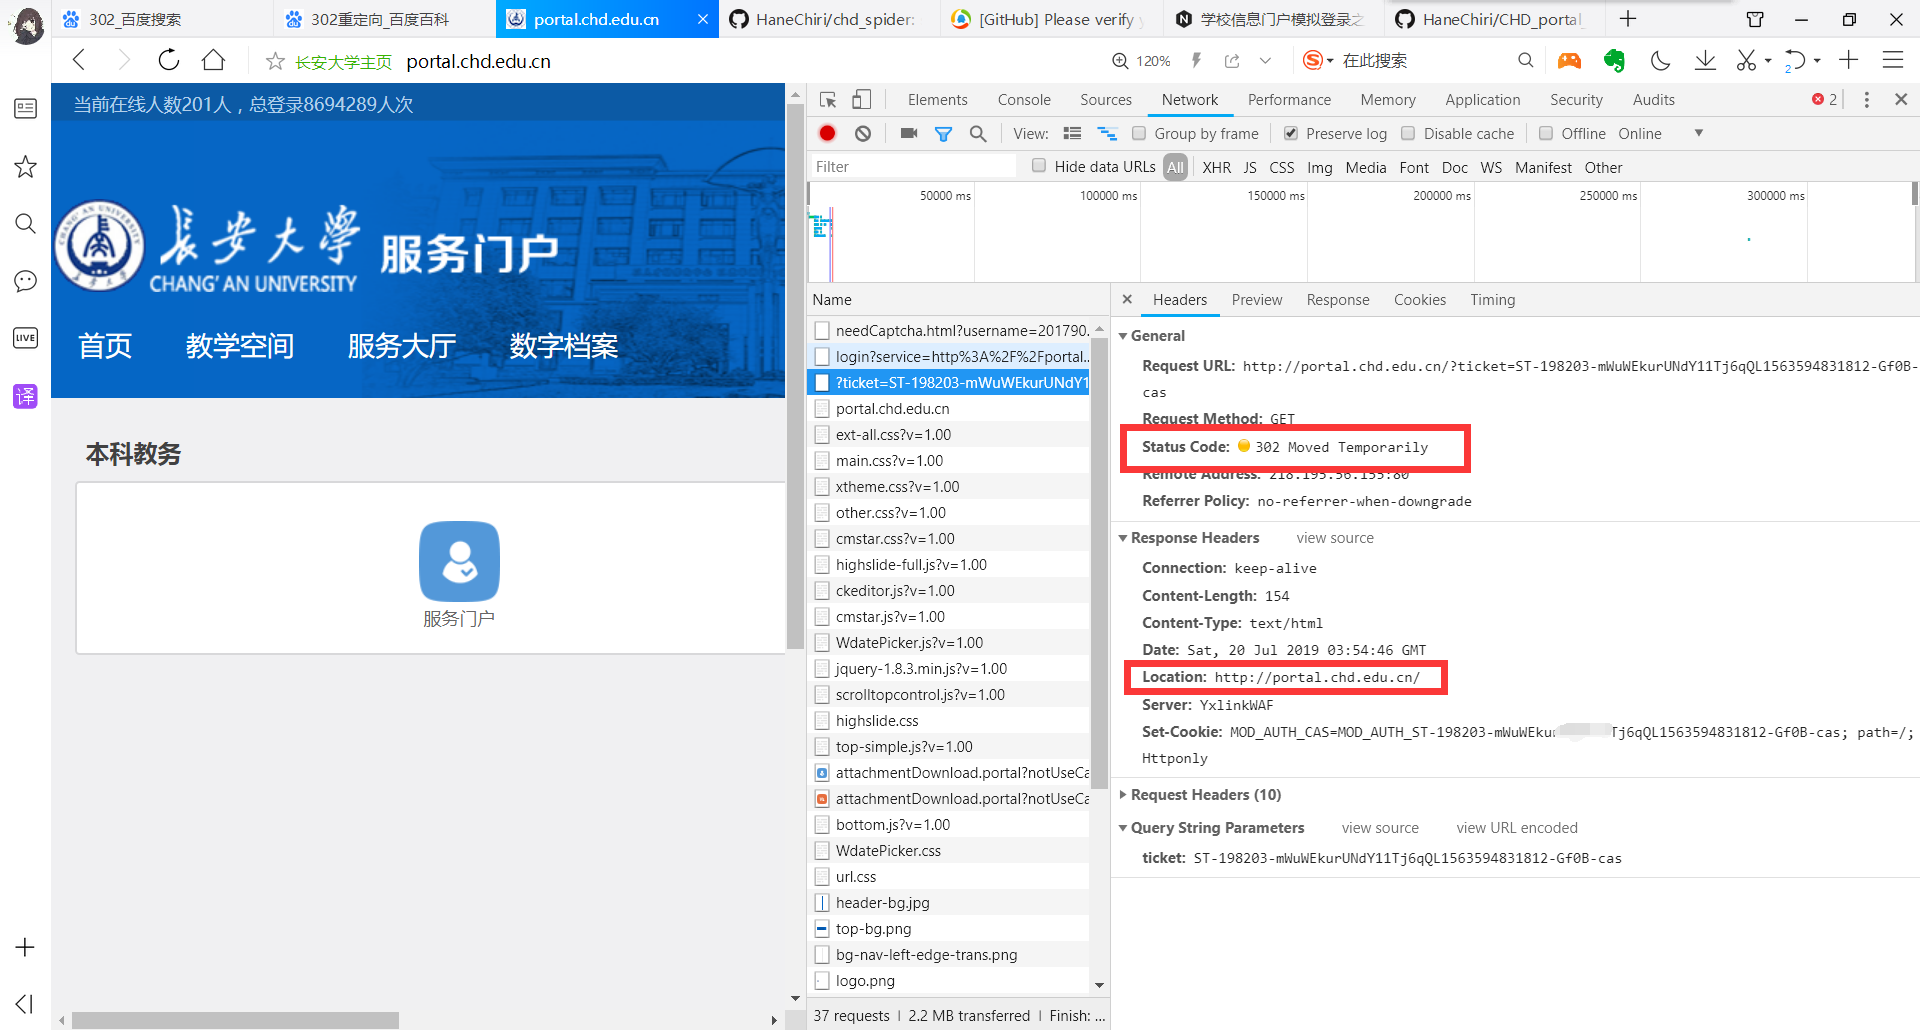 302_百度搜索
302重定向_百度百科
portal.chd.edu.cn
HaneChiri/chd_spider:
[GitHub] Please verify y
学校信息门户模拟登录之
HaneChiri/CHD_portal_
长安大学主页 portal.chd.edu.cn
120%
在此搜索
2
LIVE
译
当前在线人数201人，总登录8694289人次
CHANG'AN UNIVERSITY
长安大学
CHANG'AN UNIVERSITY
服务门户
首页 教学空间 服务大厅 数字档案
本科教务
服务门户
Elements Console Sources Network Performance Memory Application Security Audits 2
View: Group by frame Preserve log Disable cache Offline Online
Filter Hide data URLs All XHR JS CSS Img Media Font Doc WS Manifest Other
50000 ms 100000 ms 150000 ms 200000 ms 250000 ms 300000 ms
Name
needCaptcha.html?username=201790.
login?service=http%3A%2F%2Fportal..
?ticket=ST-198203-mWuWEkurUNdY1
portal.chd.edu.cn
ext-all.css?v=1.00
main.css?v=1.00
xtheme.css?v=1.00
other.css?v=1.00
cmstar.css?v=1.00
highslide-full.js?v=1.00
ckeditor.js?v=1.00
cmstar.js?v=1.00
WdatePicker.js?v=1.00
jquery-1.8.3.min.js?v=1.00
scrolltopcontrol.js?v=1.00
highslide.css
top-simple.js?v=1.00
attachmentDownload.portal?notUseCa
attachmentDownload.portal?notUseCa
bottom.js?v=1.00
WdatePicker.css
url.css
header-bg.jpg
top-bg.png
bg-nav-left-edge-trans.png
logo.png
37 requests | 2.2 MB transferred | Finish: ...
Headers Preview Response Cookies Timing
General
Request URL: http://portal.chd.edu.cn/?ticket=ST-198203-mWuWEkurUNdY11Tj6qQL1563594831812-Gf0B-
cas
Request Method: GET
Status Code: 302 Moved Temporarily
Remote Address: 218.195.56.155:80
Referrer Policy: no-referrer-when-downgrade
Response Headers view source
Connection: keep-alive
Content-Length: 154
Content-Type: text/html
Date: Sat, 20 Jul 2019 03:54:46 GMT
Location: http://portal.chd.edu.cn/
Server: YxlinkWAF
Set-Cookie: MOD_AUTH_CAS=MOD_AUTH_ST-198203-mWuWEku Tj6qQL1563594831812-Gf0B-cas; path=/;
Httponly
Request Headers (10)
Query String Parameters view source view URL encoded
ticket: ST-198203-mWuWEkurUNdY11Tj6qQL1563594831812-Gf0B-cas